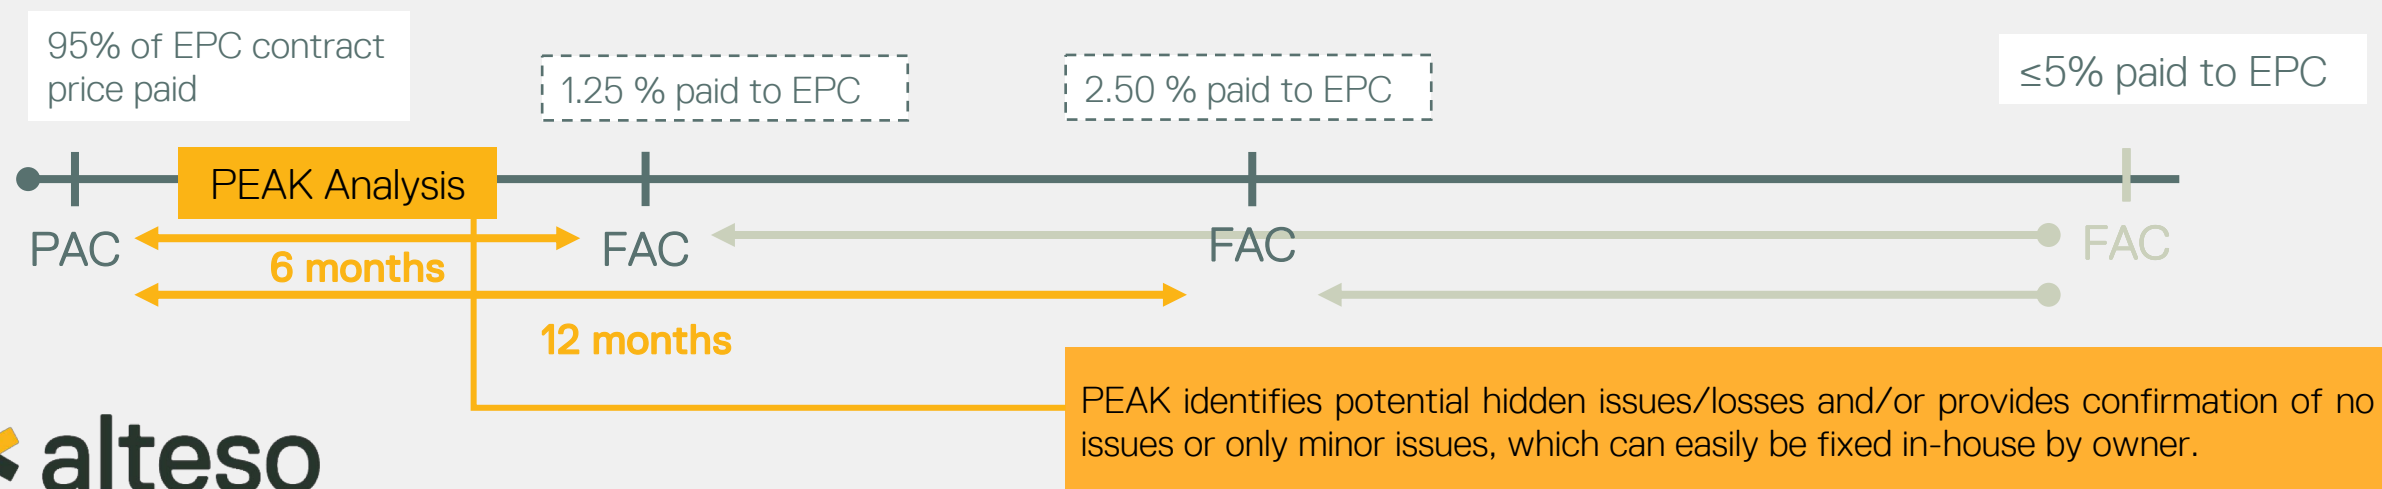 95% of EPC contract
price paid
1.25 % paid to EPC
2.50 % paid to EPC
≤5% paid to EPC
PEAK Analysis
PAC
FAC
FAC
FAC
6 months
12 months
PEAK identifies potential hidden issues/losses and/or provides confirmation of no
issues or only minor issues, which can easily be fixed in-house by owner.
alteso